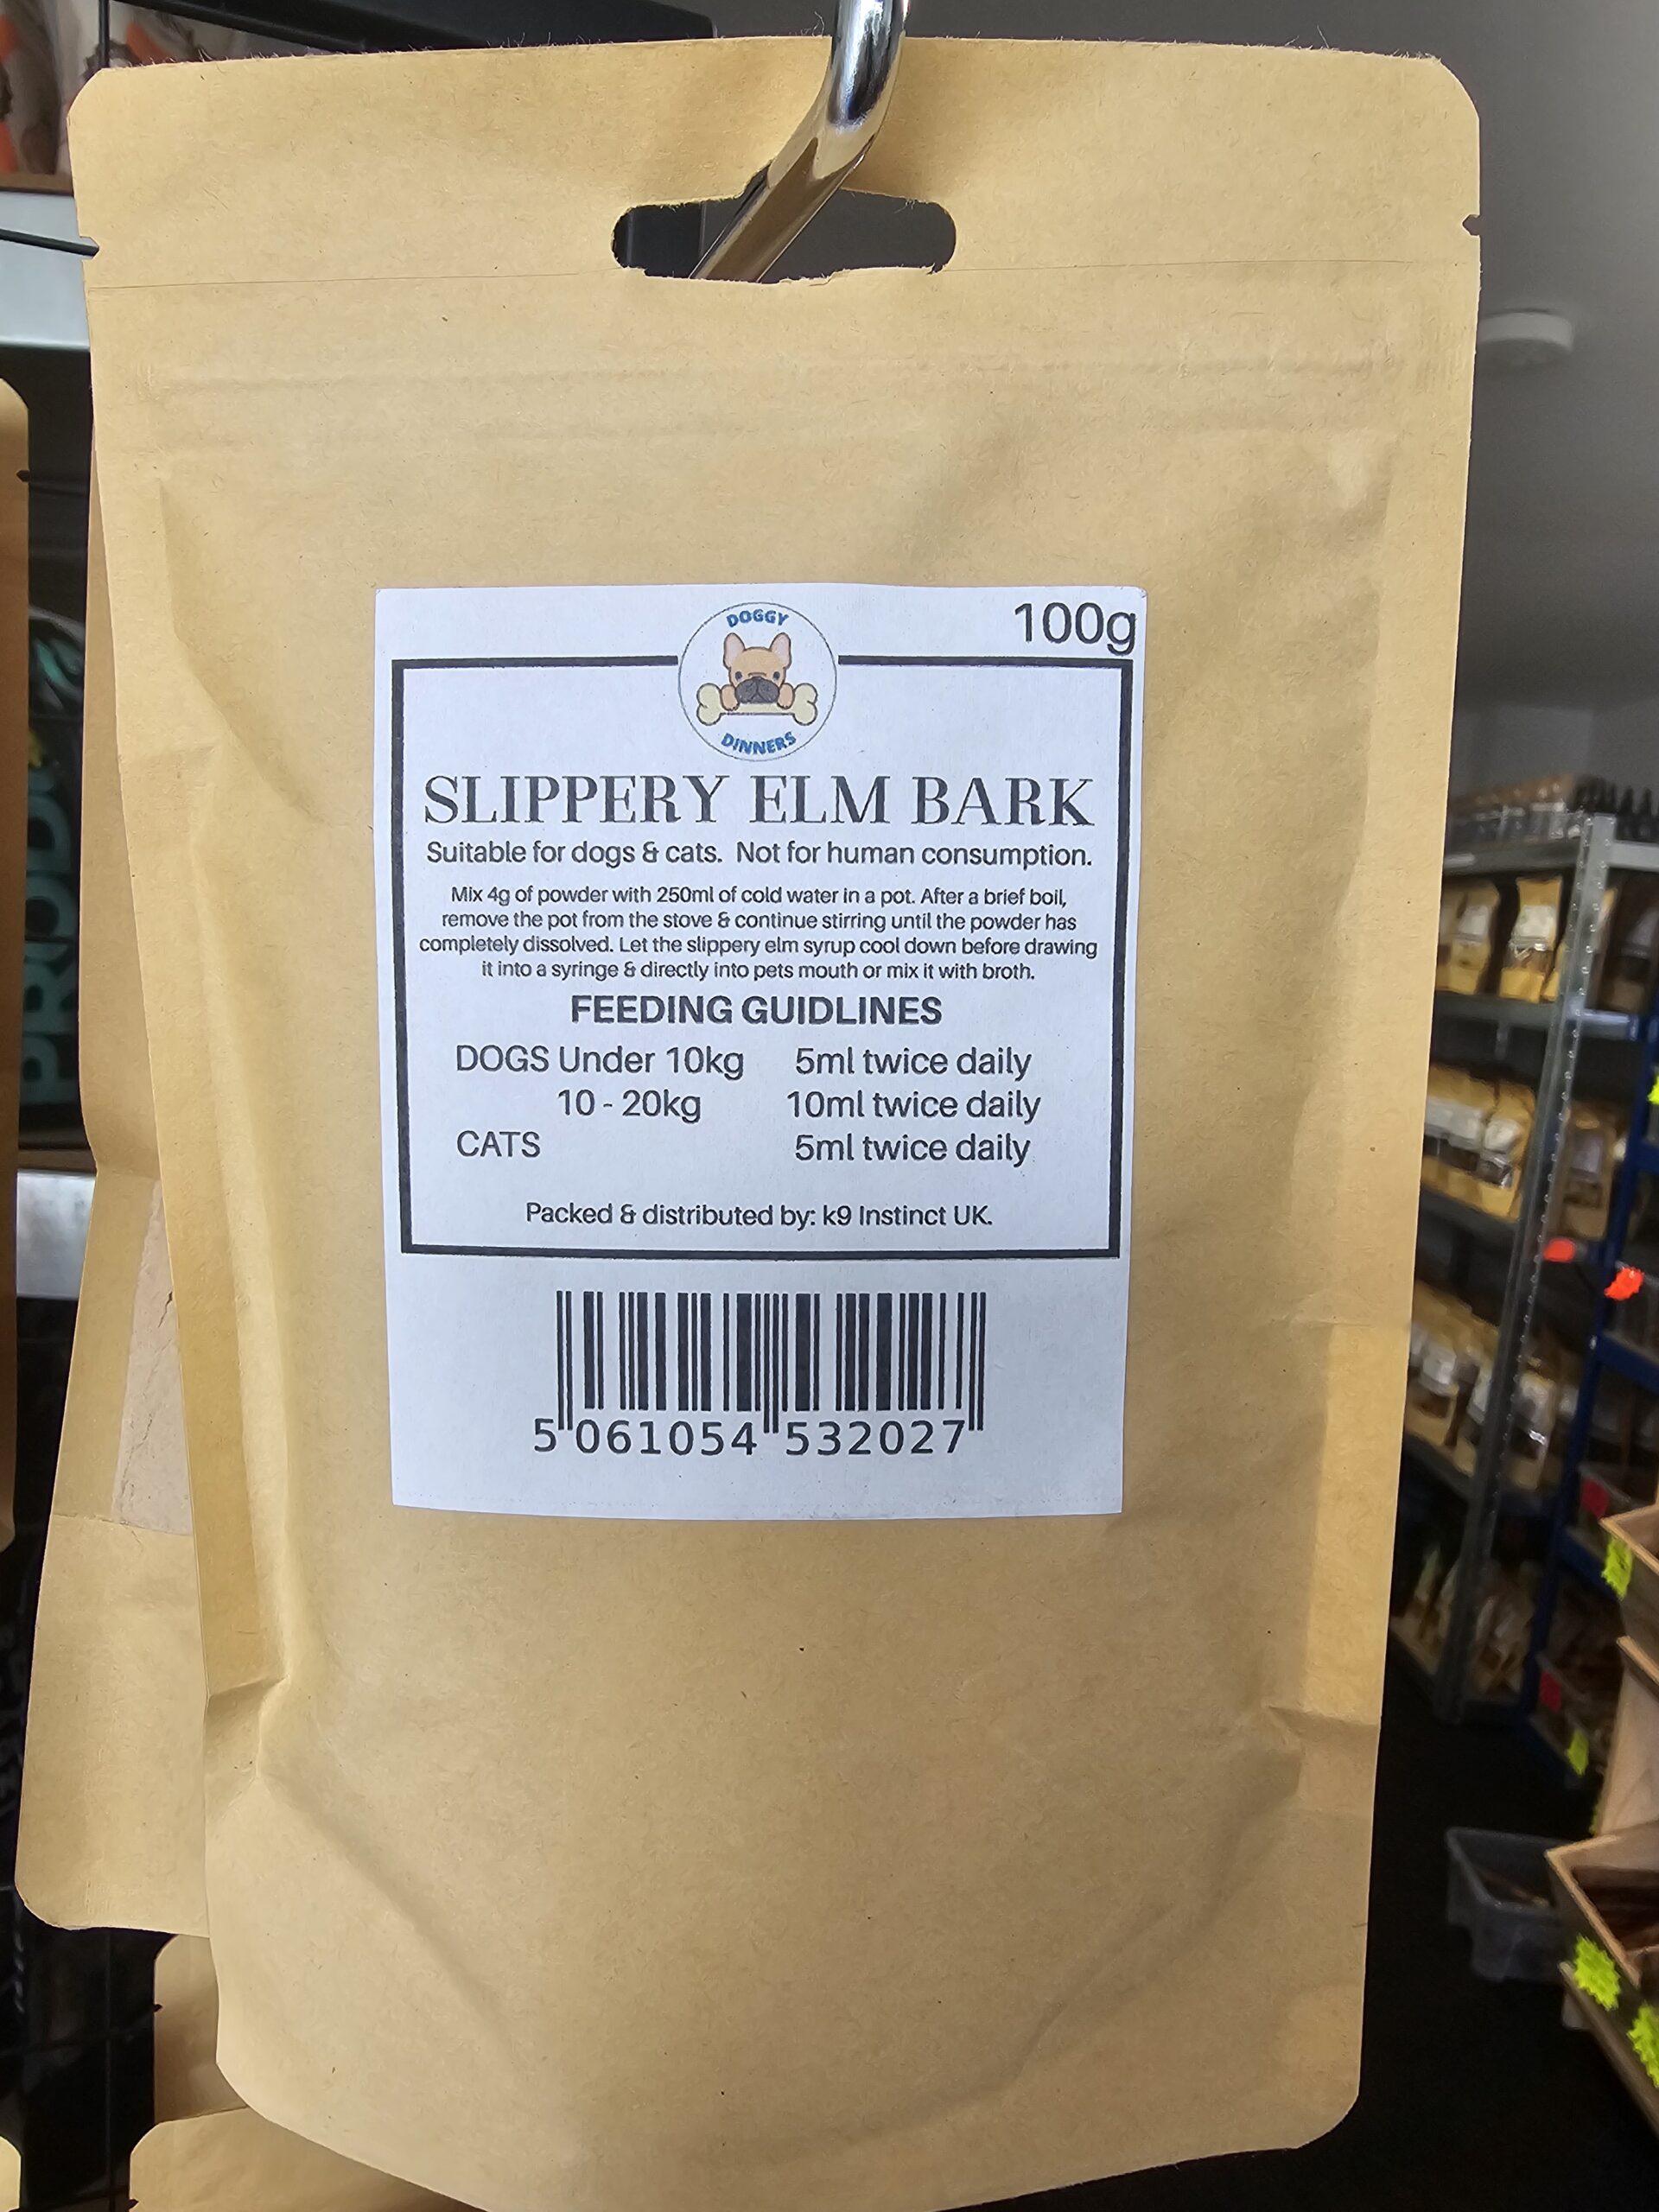 100g
DOGGY
DINNERS
SLIPPERY ELM BARK
Suitable for dogs & cats. Not for human consumption.
Mix 4g of powder with 250ml of cold water in a pot. After a brief boil,
remove the pot from the stove & continue stirring until the powder has
completely dissolved. Let the slippery elm syrup cool down before drawing
it into a syringe & directly into pets mouth or mix it with broth.
FEEDING GUIDLINES
DOGS Under 10kg 5ml twice daily
10 - 20kg 10ml twice daily
CATS 5ml twice daily
Packed & distributed by: k9 Instinct UK.
5 061054 532027